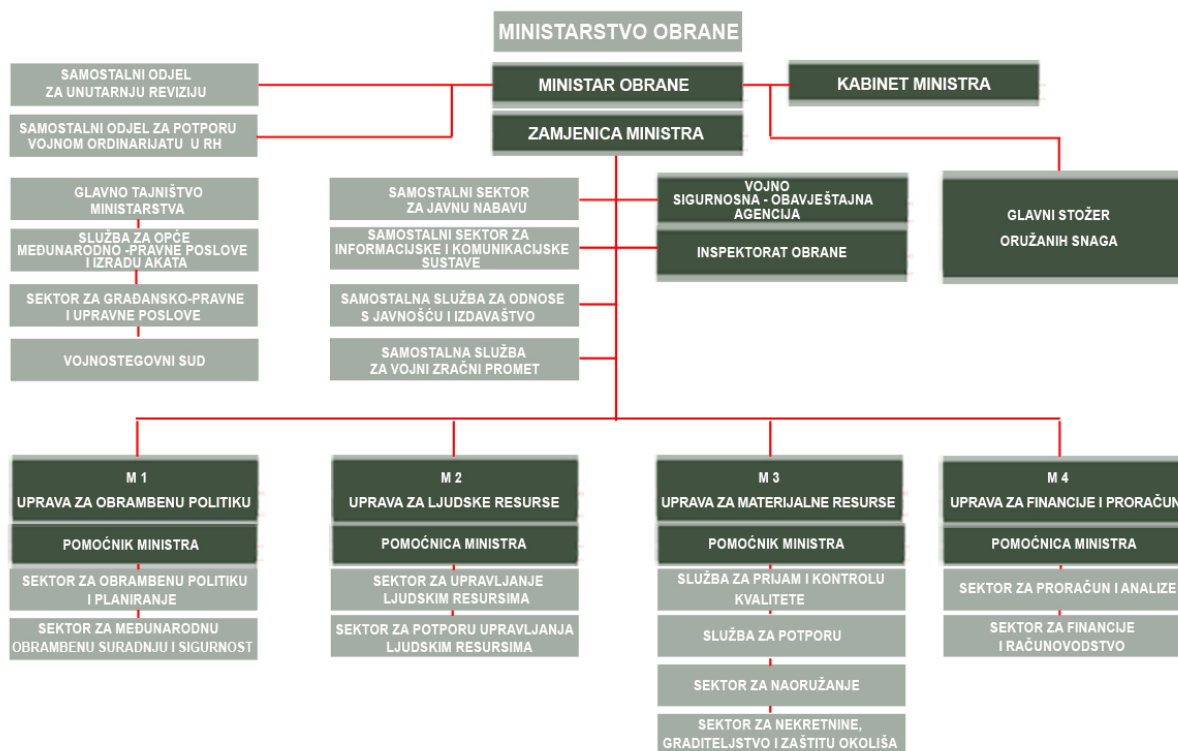 MINISTARSTVO OBRANE
SAMOSTALNI ODJEL
ZA UNUTARNJU REVIZIJU
MINISTAR OBRANE
KABINET MINISTRA
SAMOSTALNI ODJEL ZA POTPORU
VOJNOM ORDINARIJATU U RH
ZAMJENICA MINISTRA
GLAVNO TAJNIŠTVO
MINISTARSTVA
SLUŽBA ZA OPĆE
MEĐUNARODNO -PRAVNE POSLOVE
I IZRADU AKATA
SEKTOR ZA GRAĐANSKO-PRAVNE
I UPRAVNE POSLOVE
VOJNOSTEGOVNI SUD
SAMOSTALNI SEKTOR
ZA JAVNU NABAVU
SAMOSTALNI SEKTOR ZA
INFORMACIJSKE I KOMUNIKACIJSKE
SUSTAVE
SAMOSTALNA SLUŽBA ZA ODNOSE
S JAVNOŠĆU I IZDAVAŠTVO
SAMOSTALNA SLUŽBA
ZA VOJNI ZRAČNI PROMET
VOJNO
SIGURNOSNA - OBAVJEŠTAJNA
AGENCIJA
INSPEKTORAT OBRANE
GLAVNI STOŽER
ORUŽANIH SNAGA
M 1
UPRAVA ZA OBRAMBENU POLITIKU
POMOĆNIK MINISTRA
SEKTOR ZA OBRAMBENU POLITIKU
I PLANIRANJE
SEKTOR ZA MEĐUNARODNU
OBRAMBENU SURADNJU I SIGURNOST
M 2
UPRAVA ZA LJUDSKE RESURSE
POMOĆNICA MINISTRA
SEKTOR ZA UPRAVLJANJE
LJUDSKIM RESURSIMA
SEKTOR ZA POTPORU UPRAVLJANJA
LJUDSKIM RESURSIMA
M 3
UPRAVA ZA MATERIJALNE RESURSE
POMOĆNIK MINISTRA
SLUŽBA ZA PRIJAM I KONTROLU
KVALITETE
SLUŽBA ZA POTPORU
SEKTOR ZA NAORUŽANJE
SEKTOR ZA NEKRETNINE,
GRADITELJSTVO I ZAŠTITU OKOLIŠA
M 4
UPRAVA ZA FINANCIJE I PRORAČUN
POMOĆNICA MINISTRA
SEKTOR ZA PRORAČUN I ANALIZE
SEKTOR ZA FINANCIJE
I RAČUNOVODSTVO